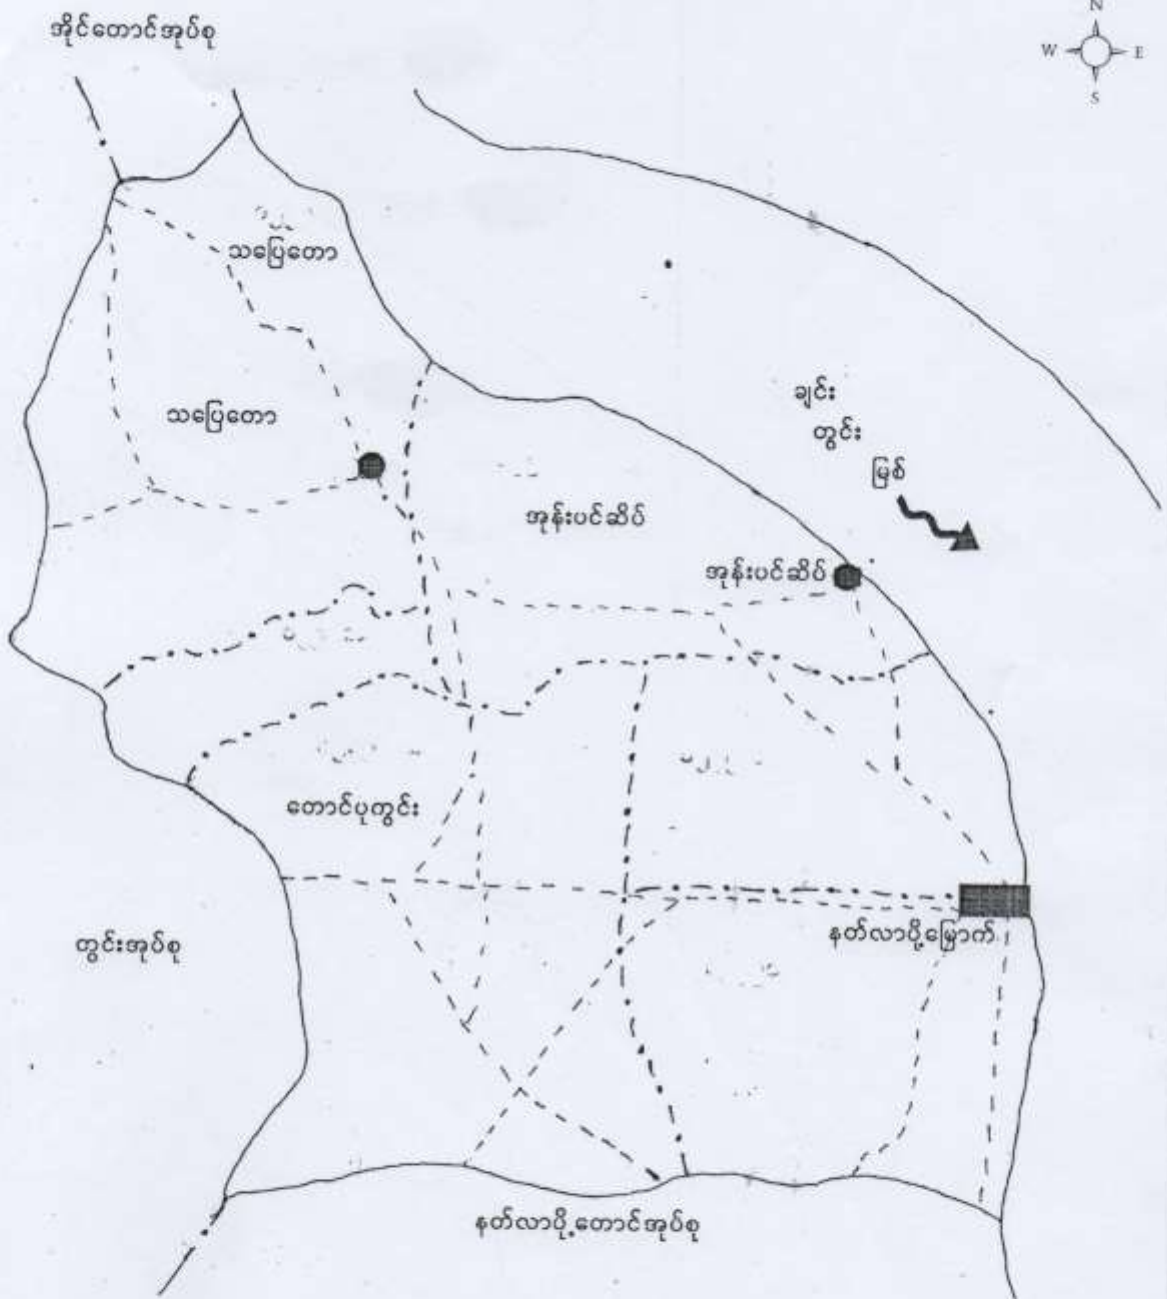 အိုင်တောင်အုပ်စု
N
W E
S
သပြေတော
သပြေတော
ချင်း
တွင်း
မြစ်
အုန်းပင်ဆိပ်
အုန်းပင်ဆိပ်
တောင်ပုကွင်း
တွင်းအုပ်စု
နတ်လာပို့မြောက်
နတ်လာပို့တောင်အုပ်စု